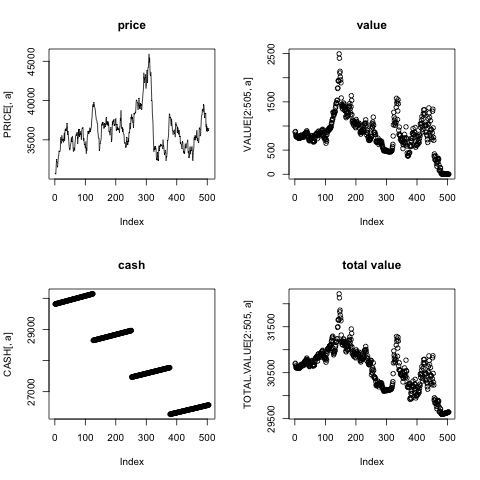 price
PRICE[, a]
35000 40000 45000
0 100 200 300 400 500
Index
value
VALUE[2:505, a]
0 500 1500 2500
0 100 200 300 400 500
Index
cash
CASH[, a]
27000 29000
0 100 200 300 400 500
Index
total value
TOTAL.VALUE[2:505, a]
29500 30500 31500
0 100 200 300 400 500
Index